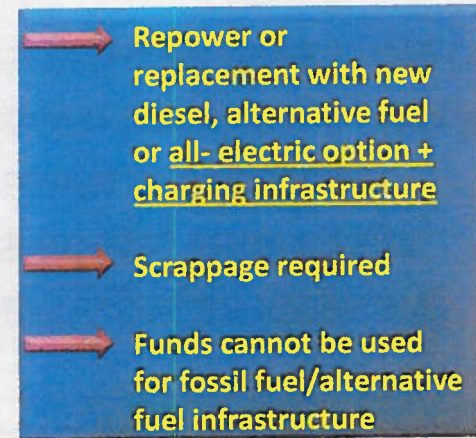 Repower or
replacement with new
diesel, alternative fuel
or all- electric option +
charging infrastructure
Scrappage required
Funds cannot be used
for fossil fuel/alternative
fuel infrastructure